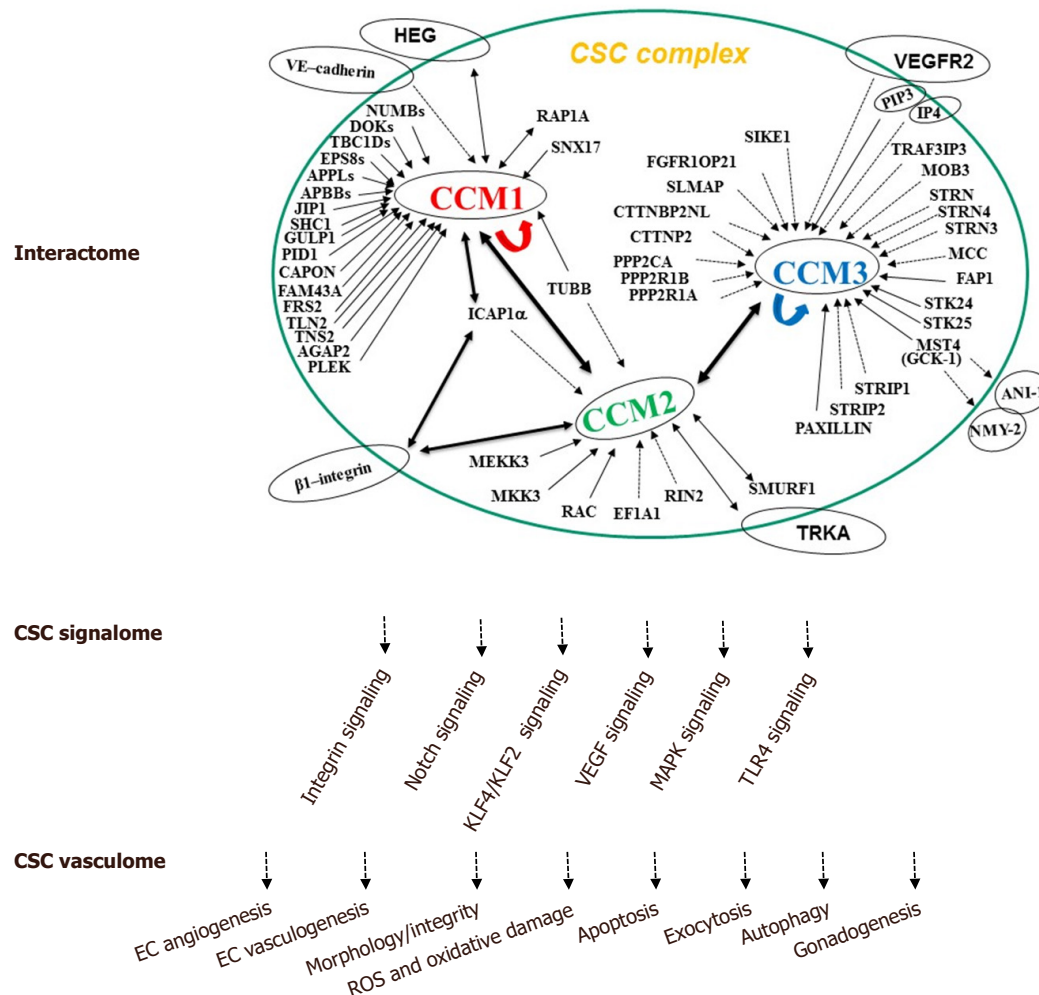 HEG
CSC complex
VE–cadherin
VEGFR2
PIP3
IP4
NUMBs
DOKs
TBC1Ds
EPS8s
APPLs
APBBs
JIP1
SHC1
GULP1
PID1
CAPON
FAM43A
FRS2
TLN2
TNS2
AGAP2
PLEK
RAP1A
SNX17
CCM1
SIKE1
FGFR1OP21
SLMAP
CTTNBP2NL
CTTNP2
PPP2CA
PPP2R1B
PPP2R1A
TRAF3IP3
MOB3
STRN
STRN4
STRN3
MCC
FAP1
STK24
STK25
MST4
(GCK-1)
CCM3
Interactome
TUBB
ICAP1α
CCM2
STRIP1
STRIP2
PAXILLIN
ANI-1
NMY-2
β1–integrin
MEKK3
MKK3
RAC
EF1A1
RIN2
SMURF1
TRKA
CSC signalome
Integrin signaling
Notch signaling
KLF4/KLF2 signaling
VEGF signaling
MAPK signaling
TLR4 signaling
CSC vasculome
EC angiogenesis
EC vasculogenesis
Morphology/integrity
ROS and oxidative damage
Apoptosis
Exocytosis
Autophagy
Gonadogenesis